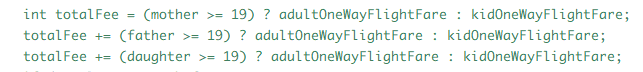 int totalFee = (mother >= 19) ? adultOneWayFlightFare : kidOneWayFlightFare;
totalFee += (father >= 19) ? adultOneWayFlightFare : kidOneWayFlightFare;
totalFee += (daughter >= 19) ? adultOneWayFlightFare : kidOneWayFlightFare;